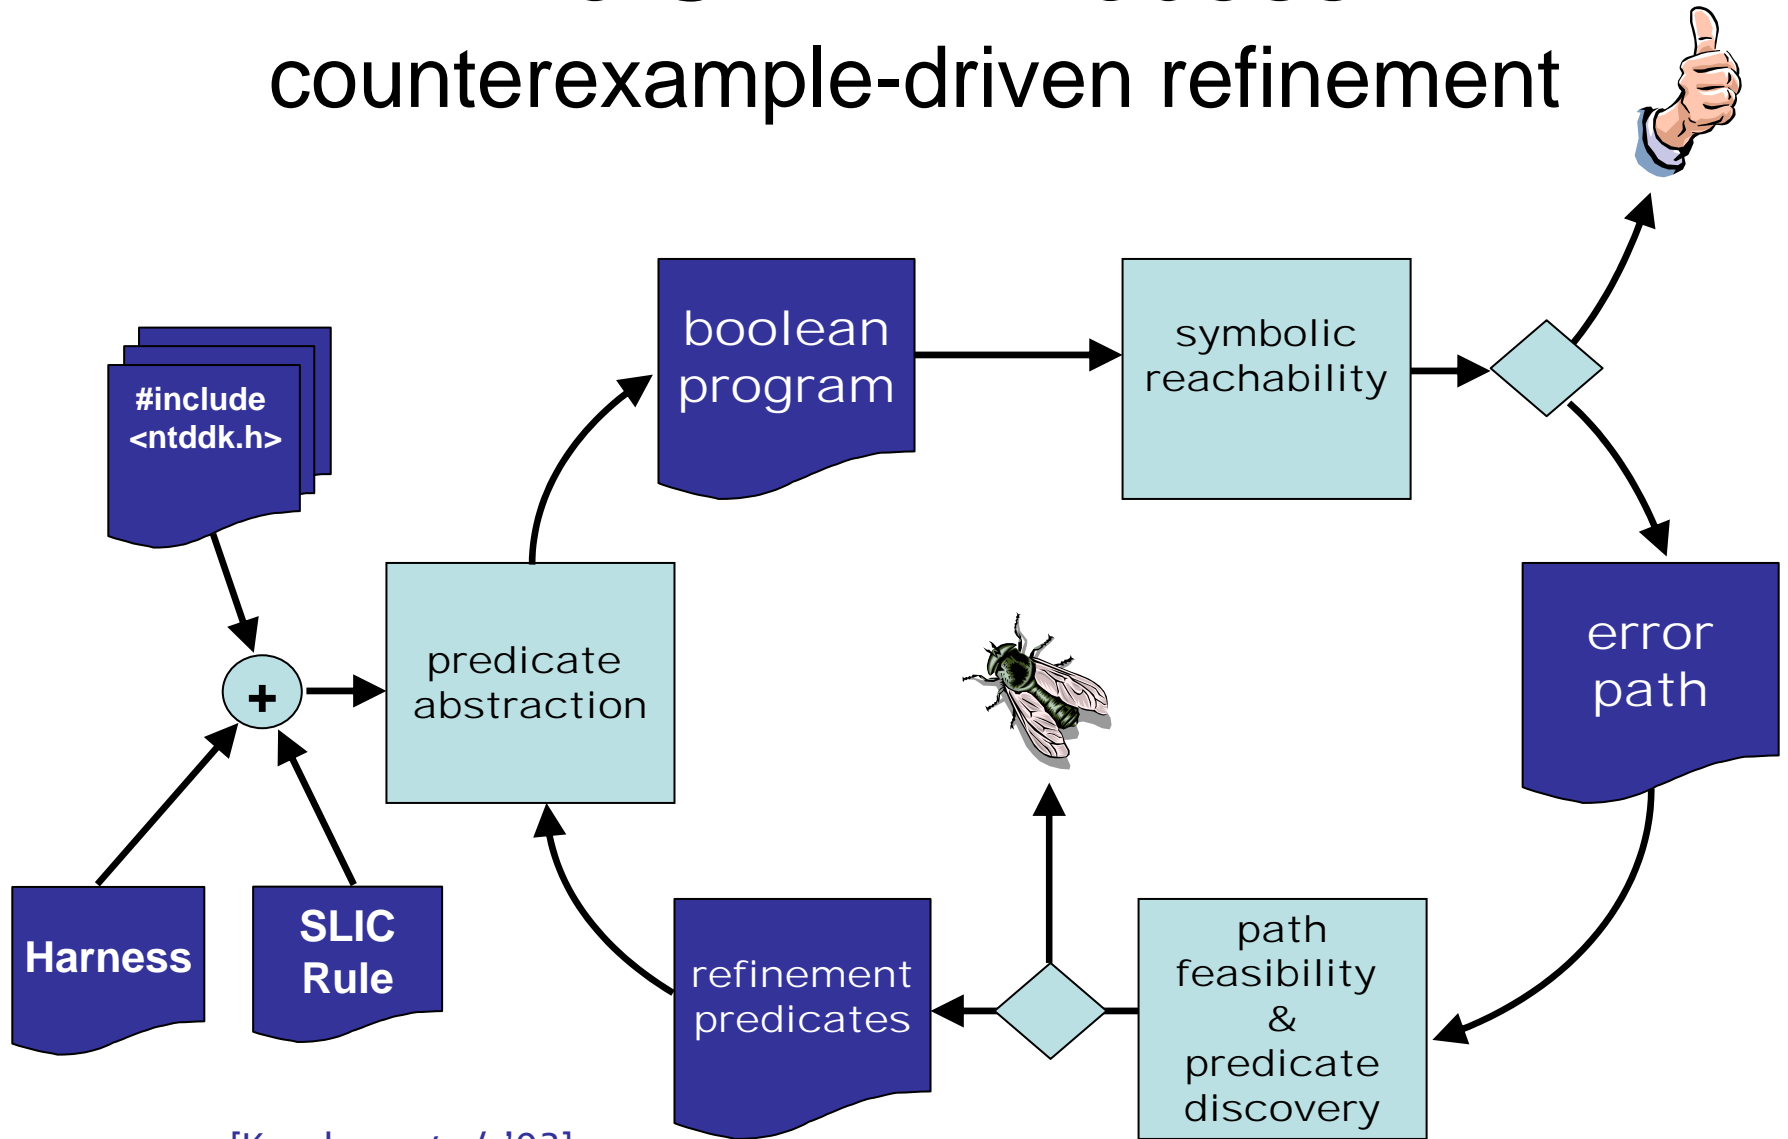 counterexample-driven refinement
#include
<ntddk.h>
boolean
program
symbolic
reachability
predicate
abstraction
+
error
path
Harness
SLIC
Rule
refinement
predicates
path
feasibility
&
predicate
discovery